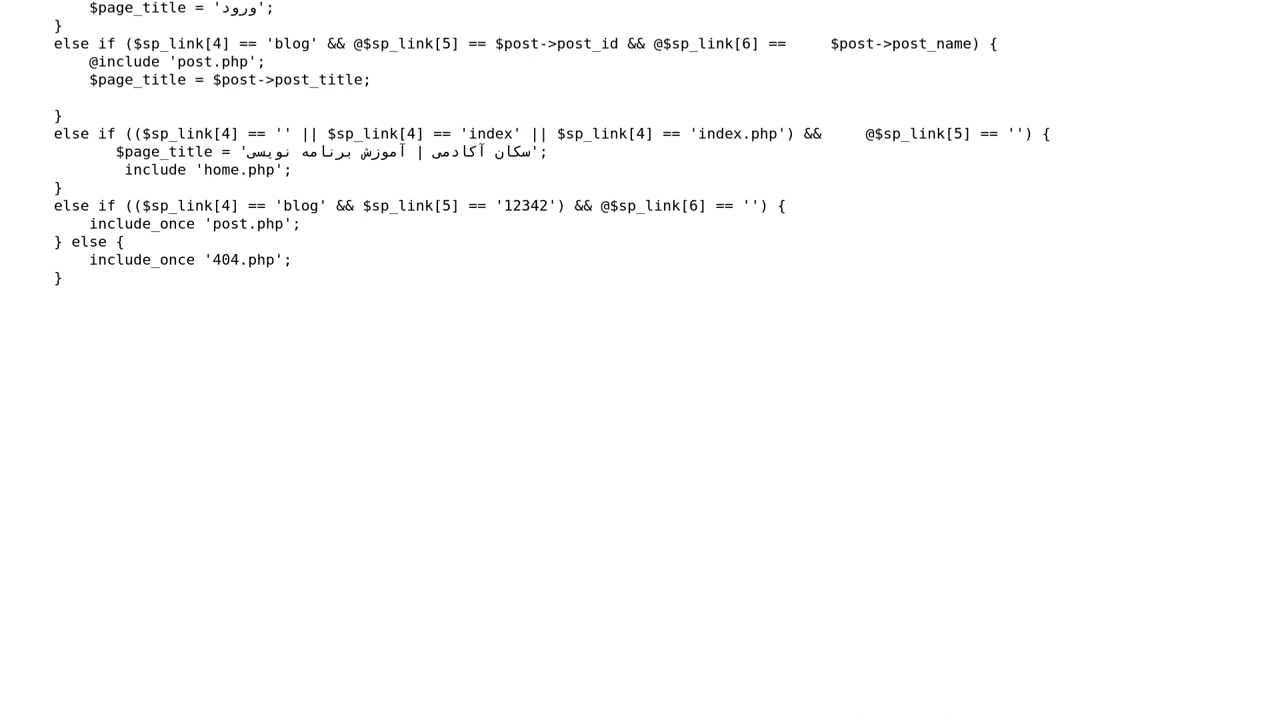 $page_title = 'ورود';
}
else if ($sp_link[4] == 'blog' && @$sp_link[5] == $post->post_id && @$sp_link[6] ==     $post->post_name) {
    @include 'post.php';
    $page_title = $post->post_title;
}
else if (($sp_link[4] == '' || $sp_link[4] == 'index' || $sp_link[4] == 'index.php') &&     @$sp_link[5] == '') {
       $page_title = 'سکان آکادمی | آموزش برنامه نویسی';
        include 'home.php';
}
else if (($sp_link[4] == 'blog' && $sp_link[5] == '12342') && @$sp_link[6] == '') {
    include_once 'post.php';
} else {
    include_once '404.php';
}